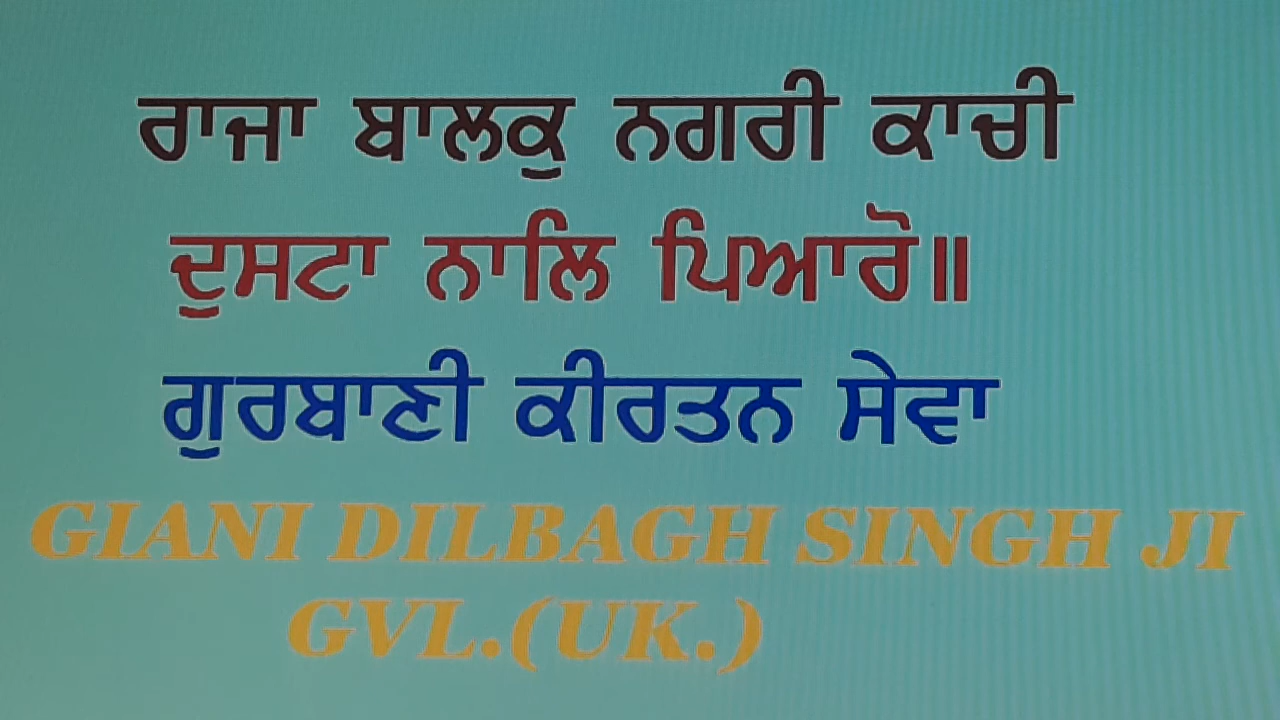 ਰਾਜਾ ਬਾਲਕੁ ਨਗਰੀ ਕਾਚੀ
ਦੁਸਟਾ ਨਾਲਿ ਪਿਆਰੋ॥
ਗੁਰਬਾਣੀ ਕੀਰਤਨ ਸੇਵਾ
GIANI DILBAGH SINGH JI
GVL.(UK.)